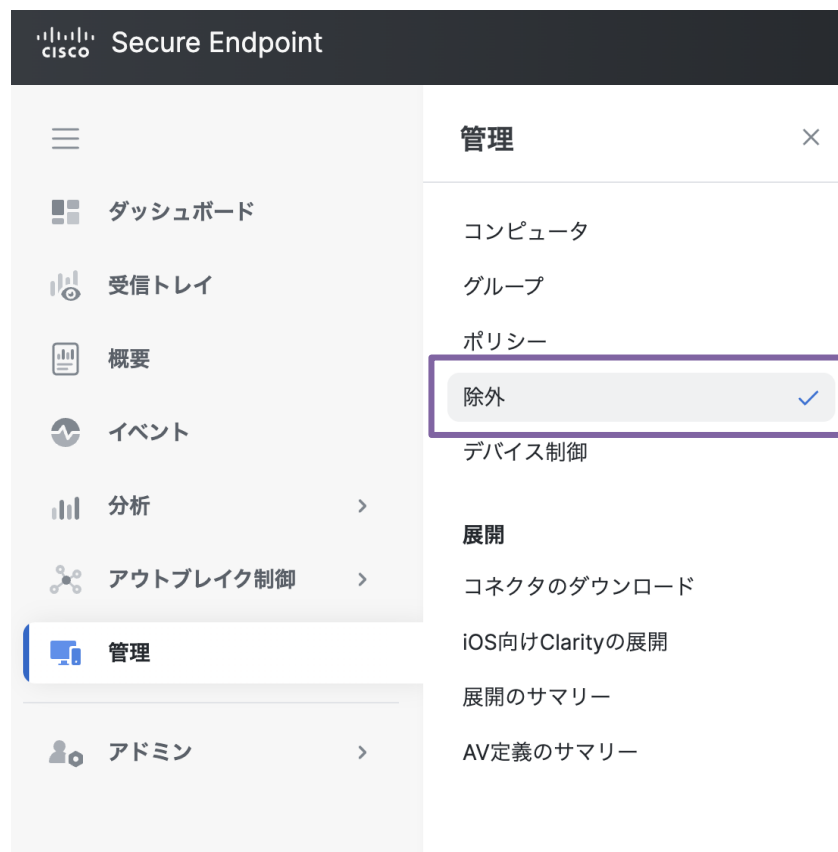 cisco Secure Endpoint
ダッシュボード
受信トレイ
概要
イベント
分析
アウトブレイク制御
管理
アドミン
管理
コンピュータ
グループ
ポリシー
除外
デバイス制御
展開
コネクタのダウンロード
iOS向けClarityの展開
展開のサマリー
AV定義のサマリー